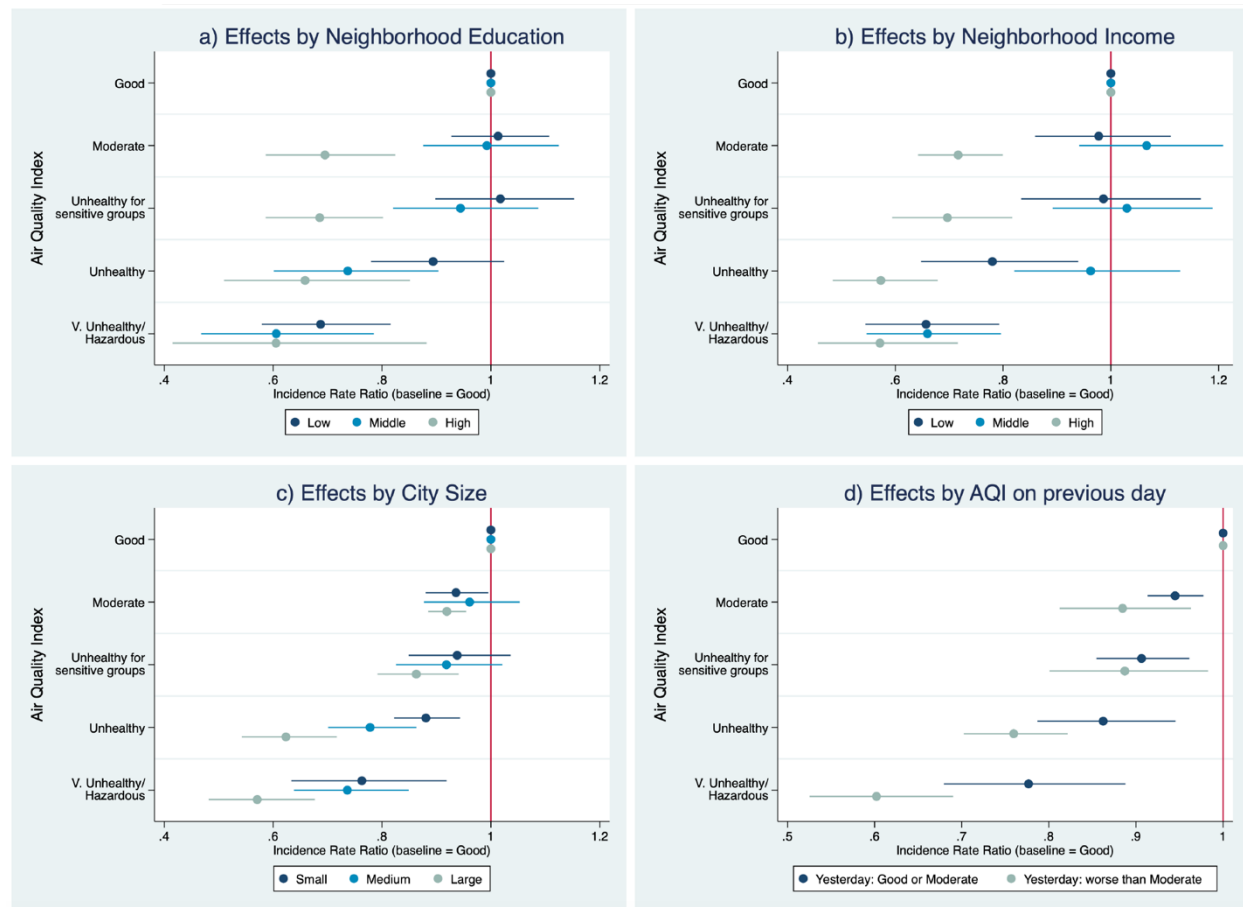 a) Effects by Neighborhood Education
Air Quality Index
Good
Moderate
Unhealthy for
sensitive groups
Unhealthy
V. Unhealthy/
Hazardous
.4 .6 .8 1 1.2
Incidence Rate Ratio (baseline = Good)
Low Middle High
b) Effects by Neighborhood Income
Air Quality Index
Good
Moderate
Unhealthy for
sensitive groups
Unhealthy
V. Unhealthy/
Hazardous
.4 .6 .8 1 1.2
Incidence Rate Ratio (baseline = Good)
Low Middle High
c) Effects by City Size
Air Quality Index
Good
Moderate
Unhealthy for
sensitive groups
Unhealthy
V. Unhealthy/
Hazardous
.4 .6 .8 1 1.2
Incidence Rate Ratio (baseline = Good)
Small Medium Large
d) Effects by AQI on previous day
Air Quality Index
Good
Moderate
Unhealthy for
sensitive groups
Unhealthy
V. Unhealthy/
Hazardous
.5 .6 .7 .8 .9 1
Incidence Rate Ratio (baseline = Good)
Yesterday: Good or Moderate Yesterday: worse than Moderate